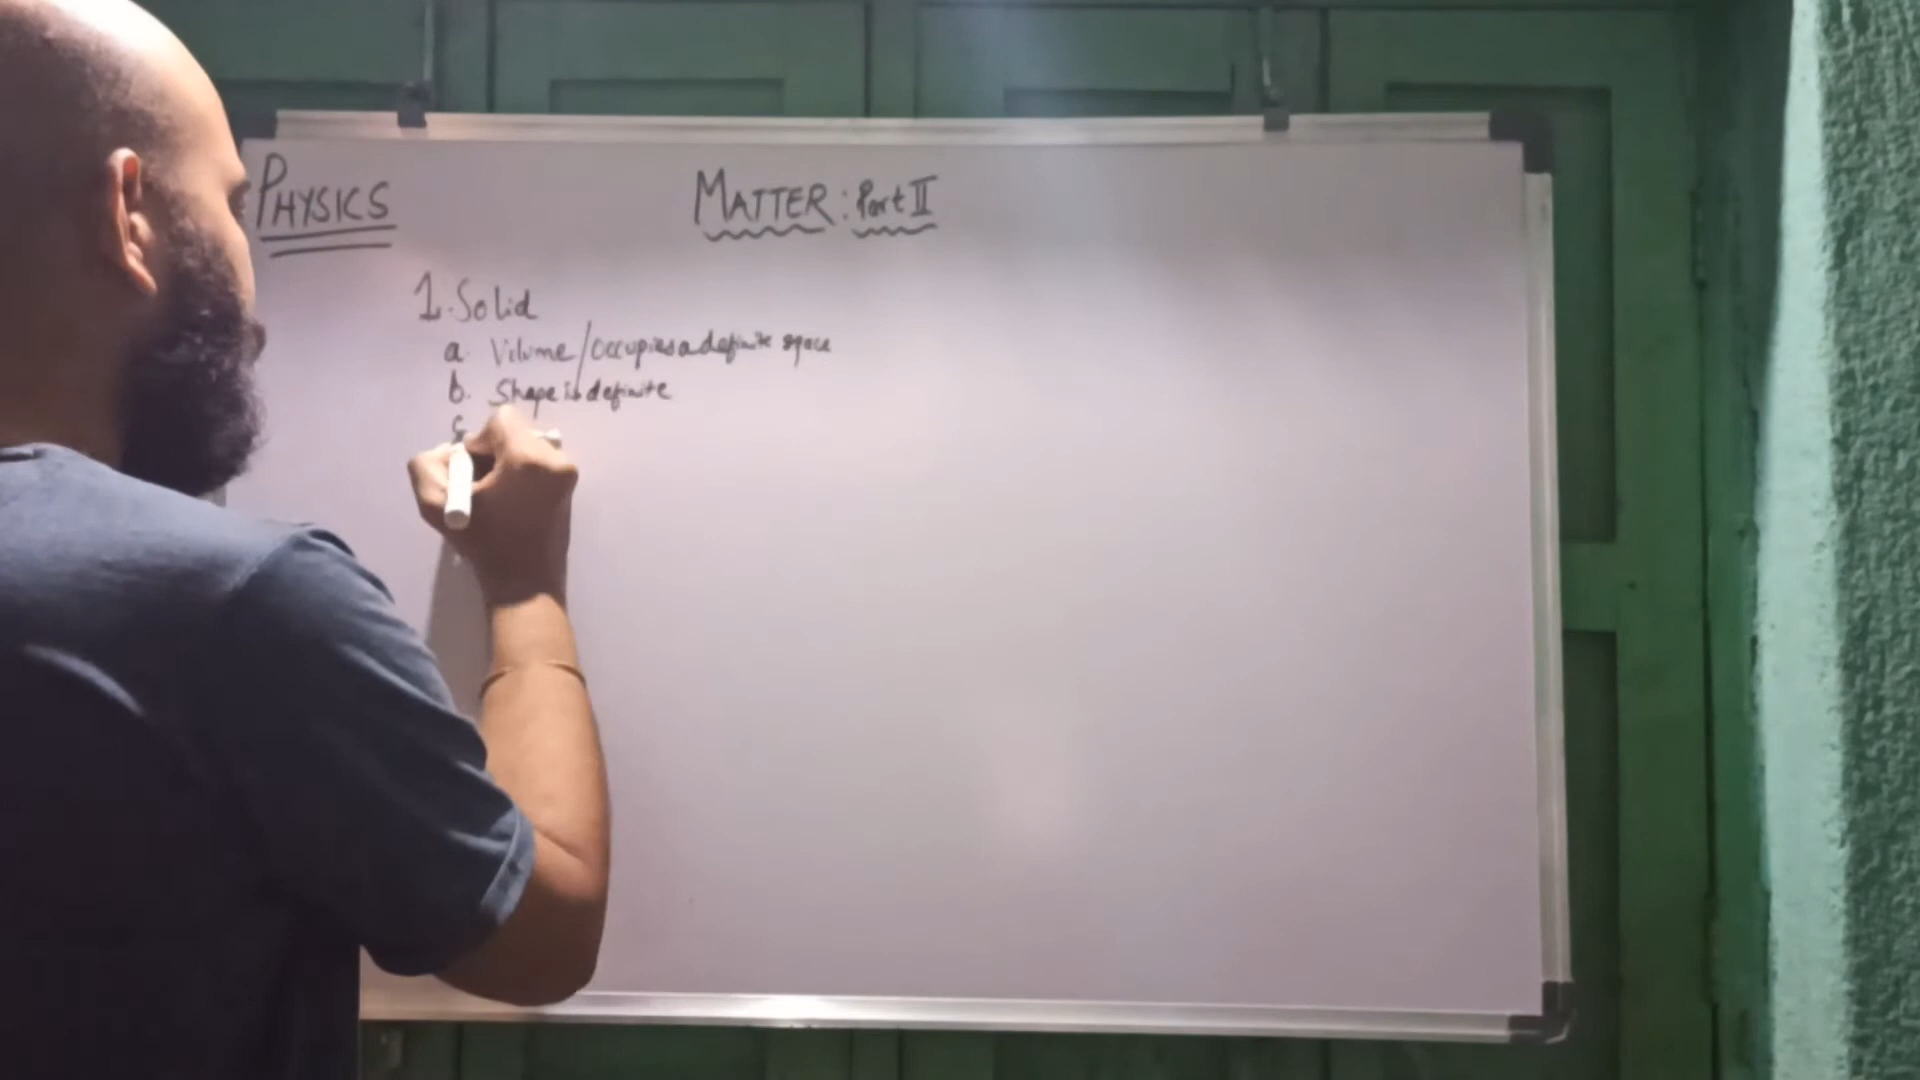 PHYSICS
MATTER: Part II
1. Solid
a. Volume/occupies a definite space
b. Shape is definite
c